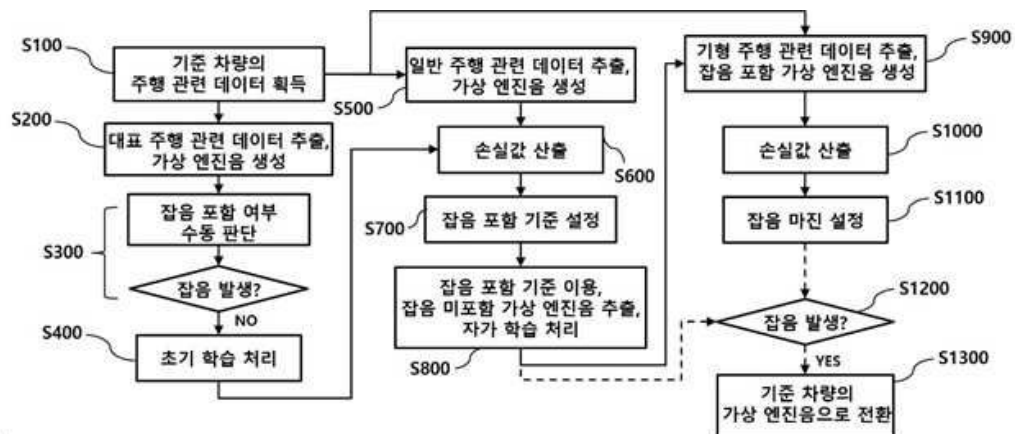 S100
기준 차량의
주행 관련 데이터 획득
S200
대표 주행 관련 데이터 추출,
가상 엔진음 생성
S300
잡음 포함 여부
수동 판단
잡음 발생?
NO
S400
초기 학습 처리
일반 주행 관련 데이터 추출,
가상 엔진음 생성
S500
손실값 산출
S600
S700
잡음 포함 기준 설정
잡음 포함 기준 이용,
잡음 미포함 가상 엔진음 추출,
자가 학습 처리
S800
S900
기형 주행 관련 데이터 추출,
잡음 포함 가상 엔진음 생성
S1000
손실값 산출
S1100
잡음 마진 설정
S1200
잡음 발생?
YES
S1300
기준 차량의
가상 엔진음으로 전환